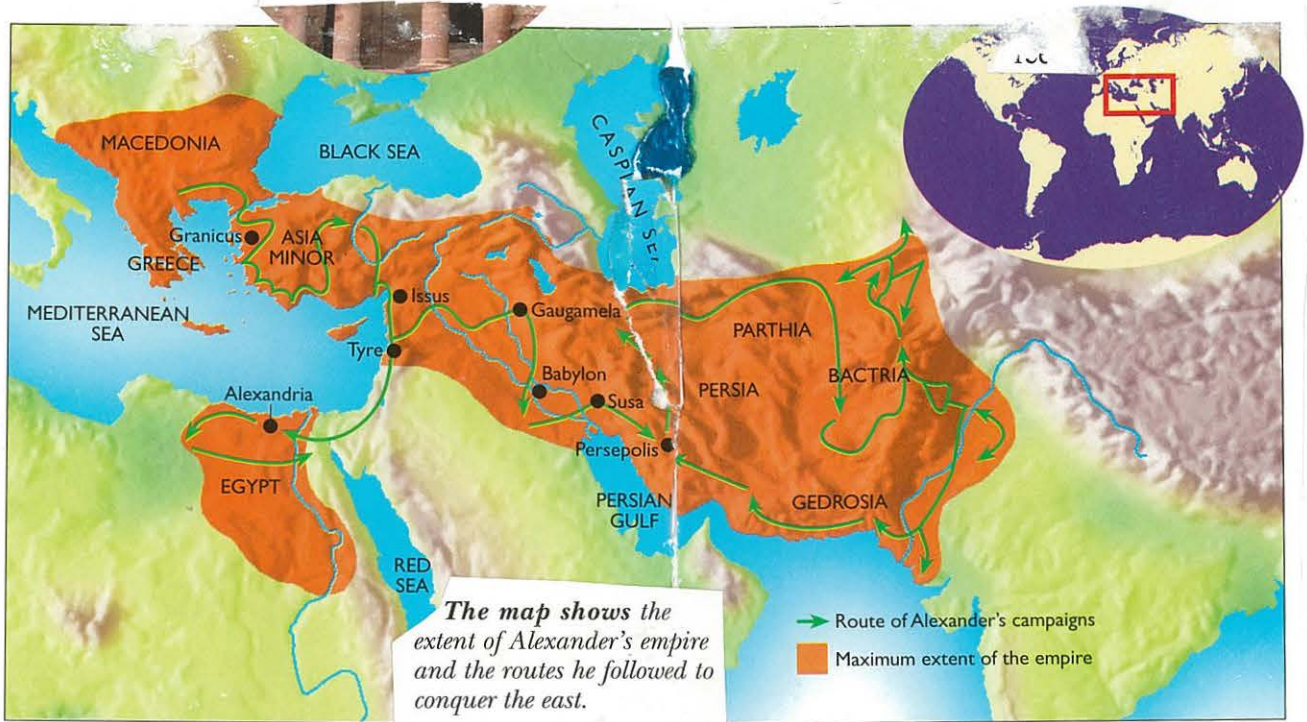 MACEDONIA
BLACK SEA
CASPIAN SEA
Granicus
ASIA
MINOR
GREECE
Issus
Gaugamela
MEDITERRANEAN
SEA
PARTHIA
Tyre
Babylon
BACTRIA
PERSIA
Alexandria
Susa
Persepolis
EGYPT
PERSIAN
GULF
GEDROSIA
RED
SEA
The map shows the
extent of Alexander's empire
and the routes he followed to
conquer the east.
Route of Alexander's campaigns
Maximum extent of the empire